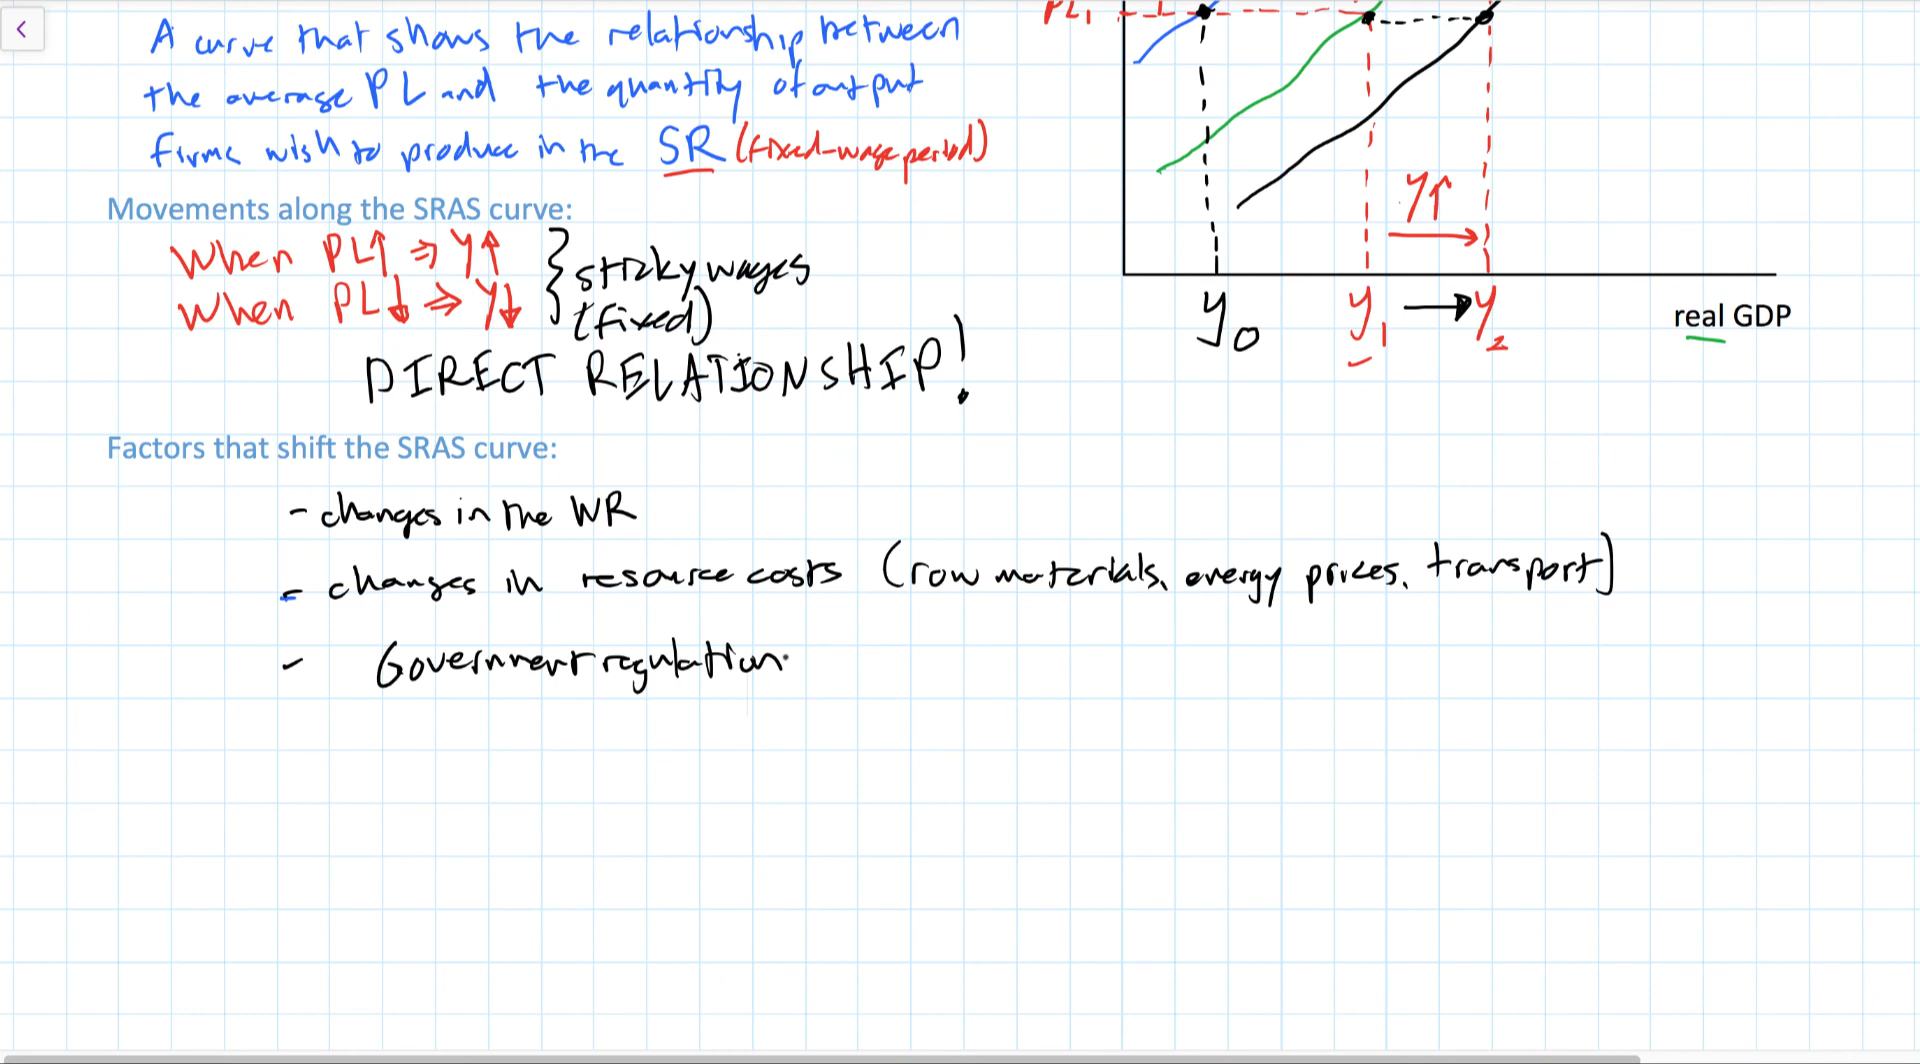 A curve that shows the relationship between
the average PL and the quantity of output
firms wish to produce in the SR (fixed-wage period)
Movements along the SRAS curve:
When PL↑ ⇒ Y↑
When PL↓ ⇒ Y↓
} sticky wages
(fixed)
DIRECT RELATIONSHIP!
PL1
Y↑
Y0
Y1 → Y2
real GDP
Factors that shift the SRAS curve:
- changes in the WR
- changes in resource costs (raw materials, energy prices, transport)
- Government regulation